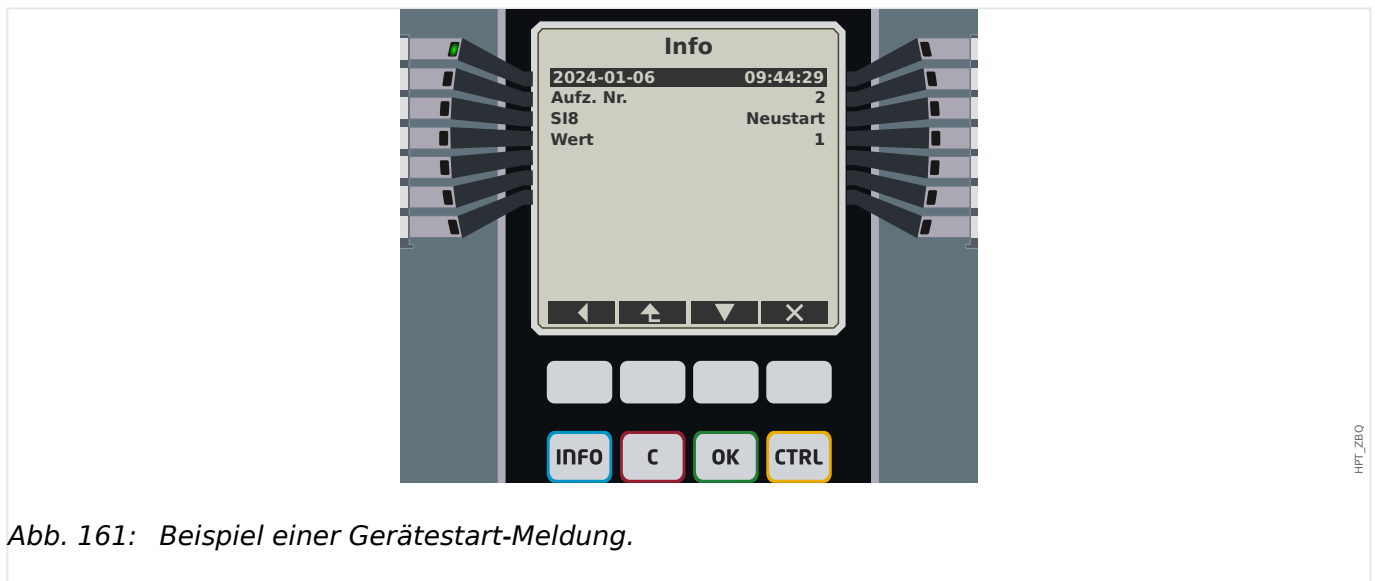 Info
2024-01-06 09:44:29
Aufz. Nr. 2
SI8 Neustart
Wert 1
INFO C OK CTRL
HPT_ZBQ
Abb. 161: Beispiel einer Gerätestart-Meldung.